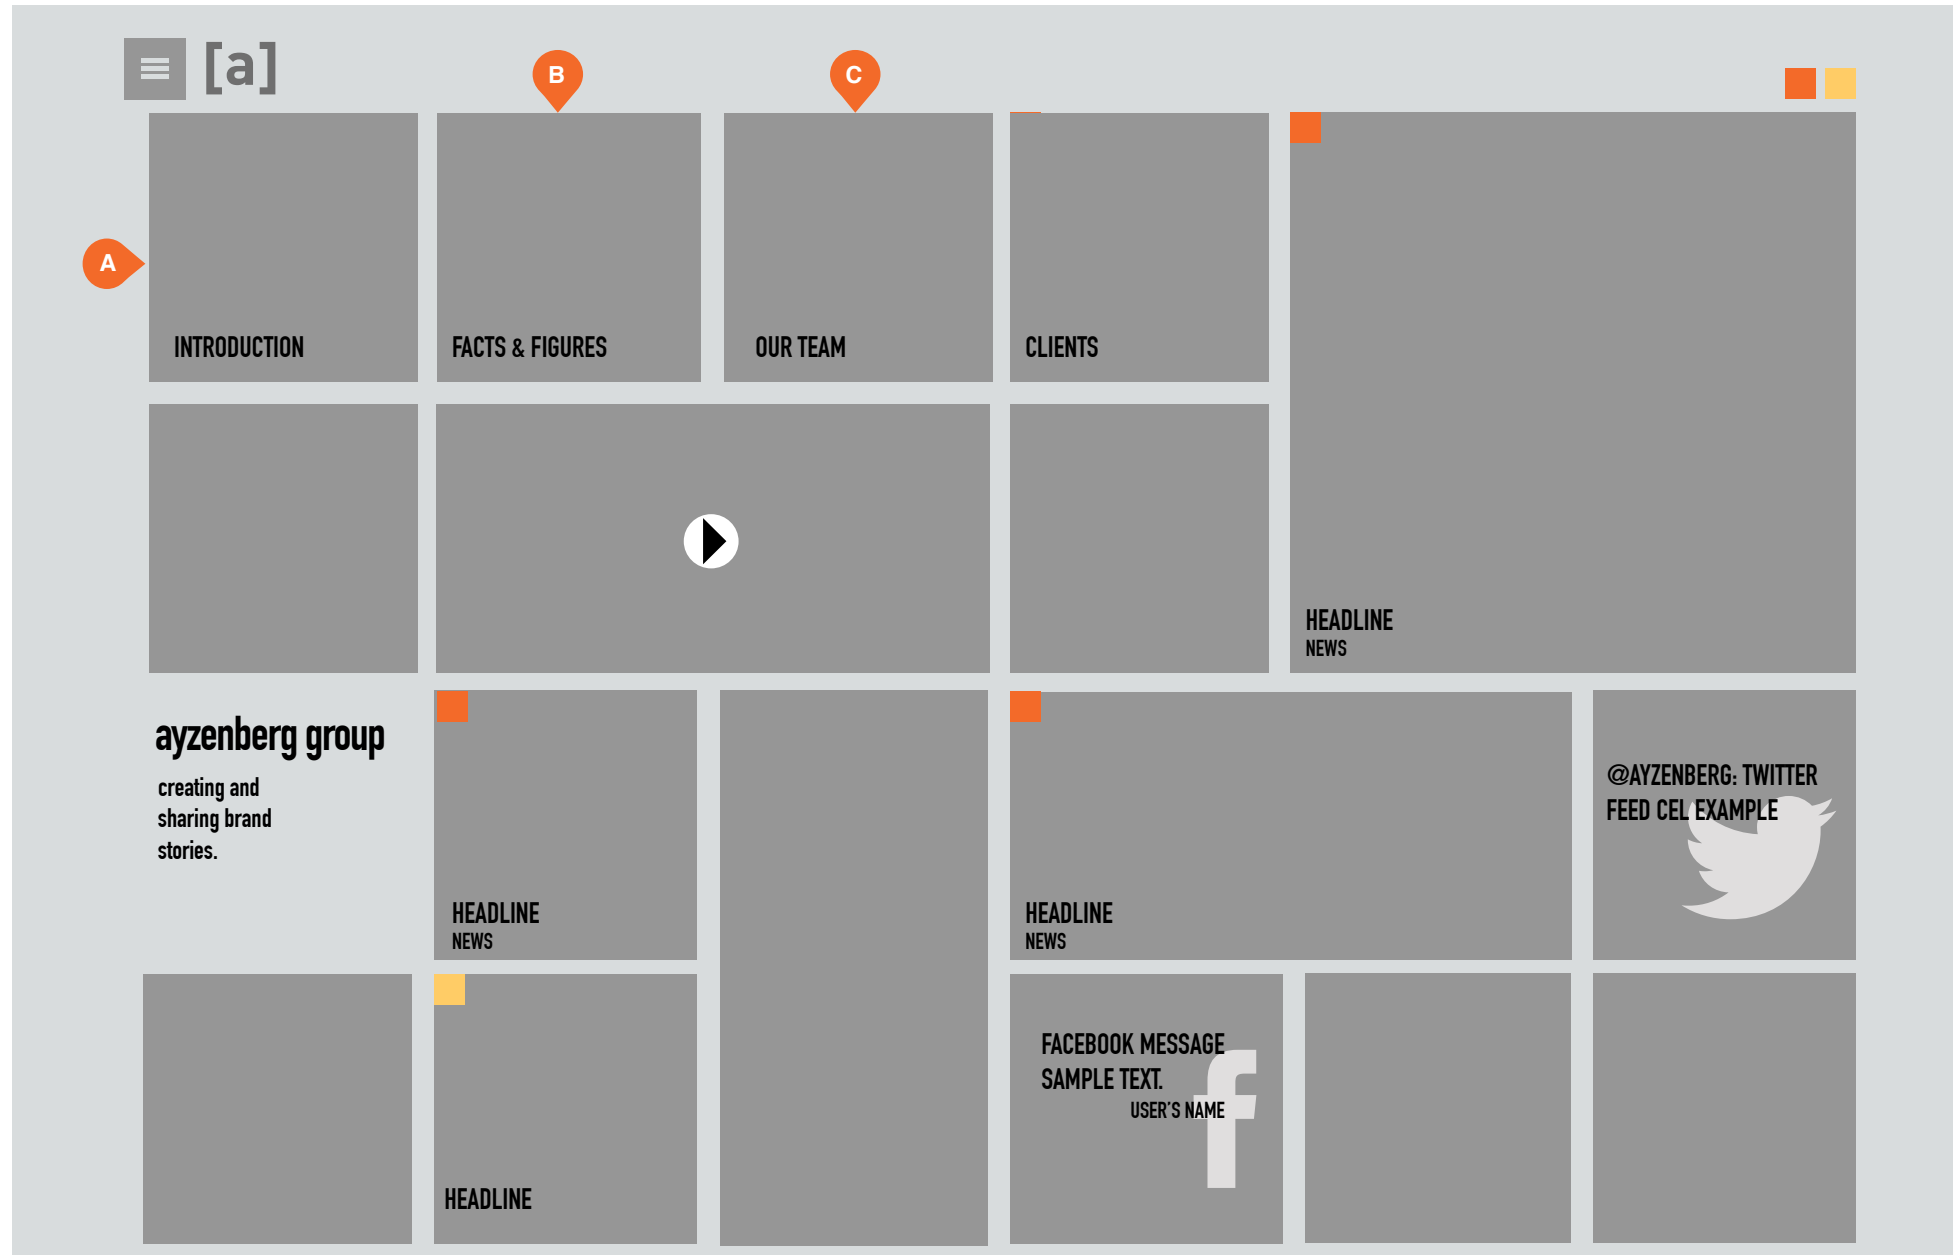 [a]
B
C
A
INTRODUCTION
FACTS & FIGURES
OUR TEAM
CLIENTS
HEADLINE
NEWS
ayzenberg group
creating and
sharing brand
stories.
HEADLINE
NEWS
HEADLINE
NEWS
@AYZENBERG: TWITTER
FEED CEL EXAMPLE
HEADLINE
FACEBOOK MESSAGE
SAMPLE TEXT.
USER'S NAME
f